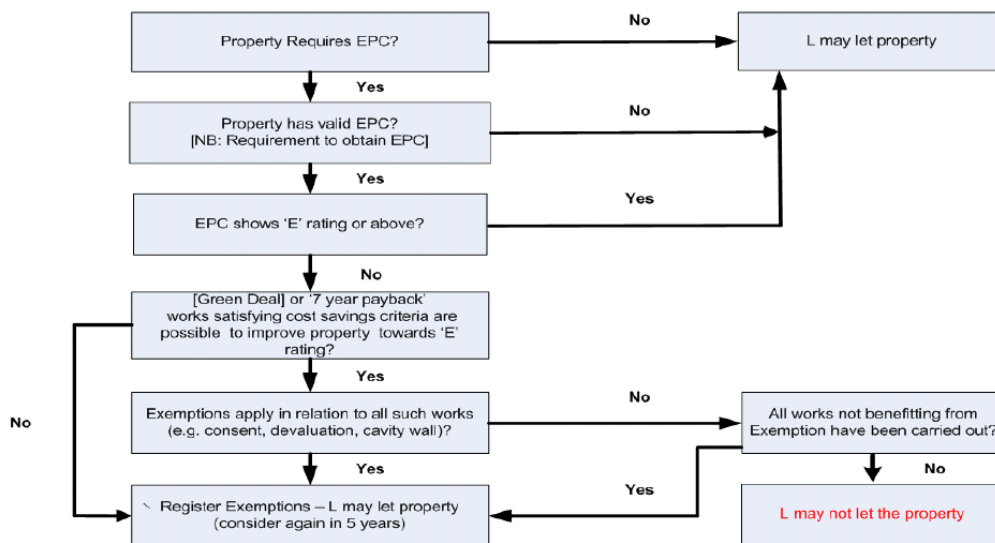 No
Property Requires EPC?
L may let property
Yes
Property has valid EPC?
[NB: Requirement to obtain EPC]
No
Yes
EPC shows ‘E’ rating or above?
Yes
No
[Green Deal] or ‘7 year payback’
works satisfying cost savings criteria are
possible to improve property towards ‘E’
rating?
Yes
No
Exemptions apply in relation to all such works
(e.g. consent, devaluation, cavity wall)?
No
All works not benefitting from
Exemption have been carried out?
Yes
Yes
No
Register Exemptions – L may let property
(consider again in 5 years)
L may not let the property